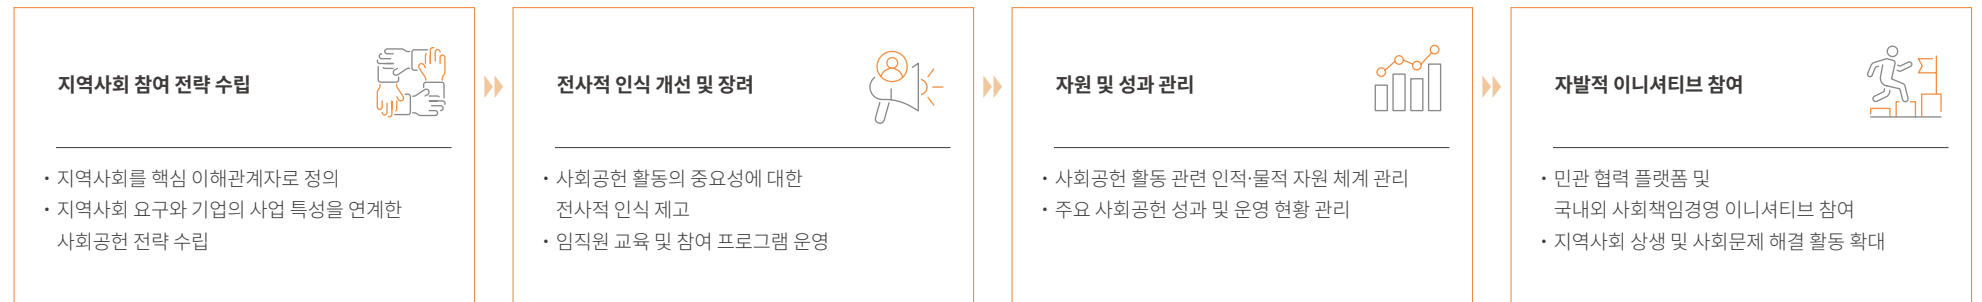 지역사회 참여 전략 수립
• 지역사회를 핵심 이해관계자로 정의
• 지역사회 요구와 기업의 사업 특성을 연계한
사회공헌 전략 수립
전사적 인식 개선 및 장려
• 사회공헌 활동의 중요성에 대한
전사적 인식 제고
• 임직원 교육 및 참여 프로그램 운영
자원 및 성과 관리
• 사회공헌 활동 관련 인적·물적 자원 체계 관리
• 주요 사회공헌 성과 및 운영 현황 관리
자발적 이니셔티브 참여
• 민관 협력 플랫폼 및
국내외 사회책임경영 이니셔티브 참여
• 지역사회 상생 및 사회문제 해결 활동 확대